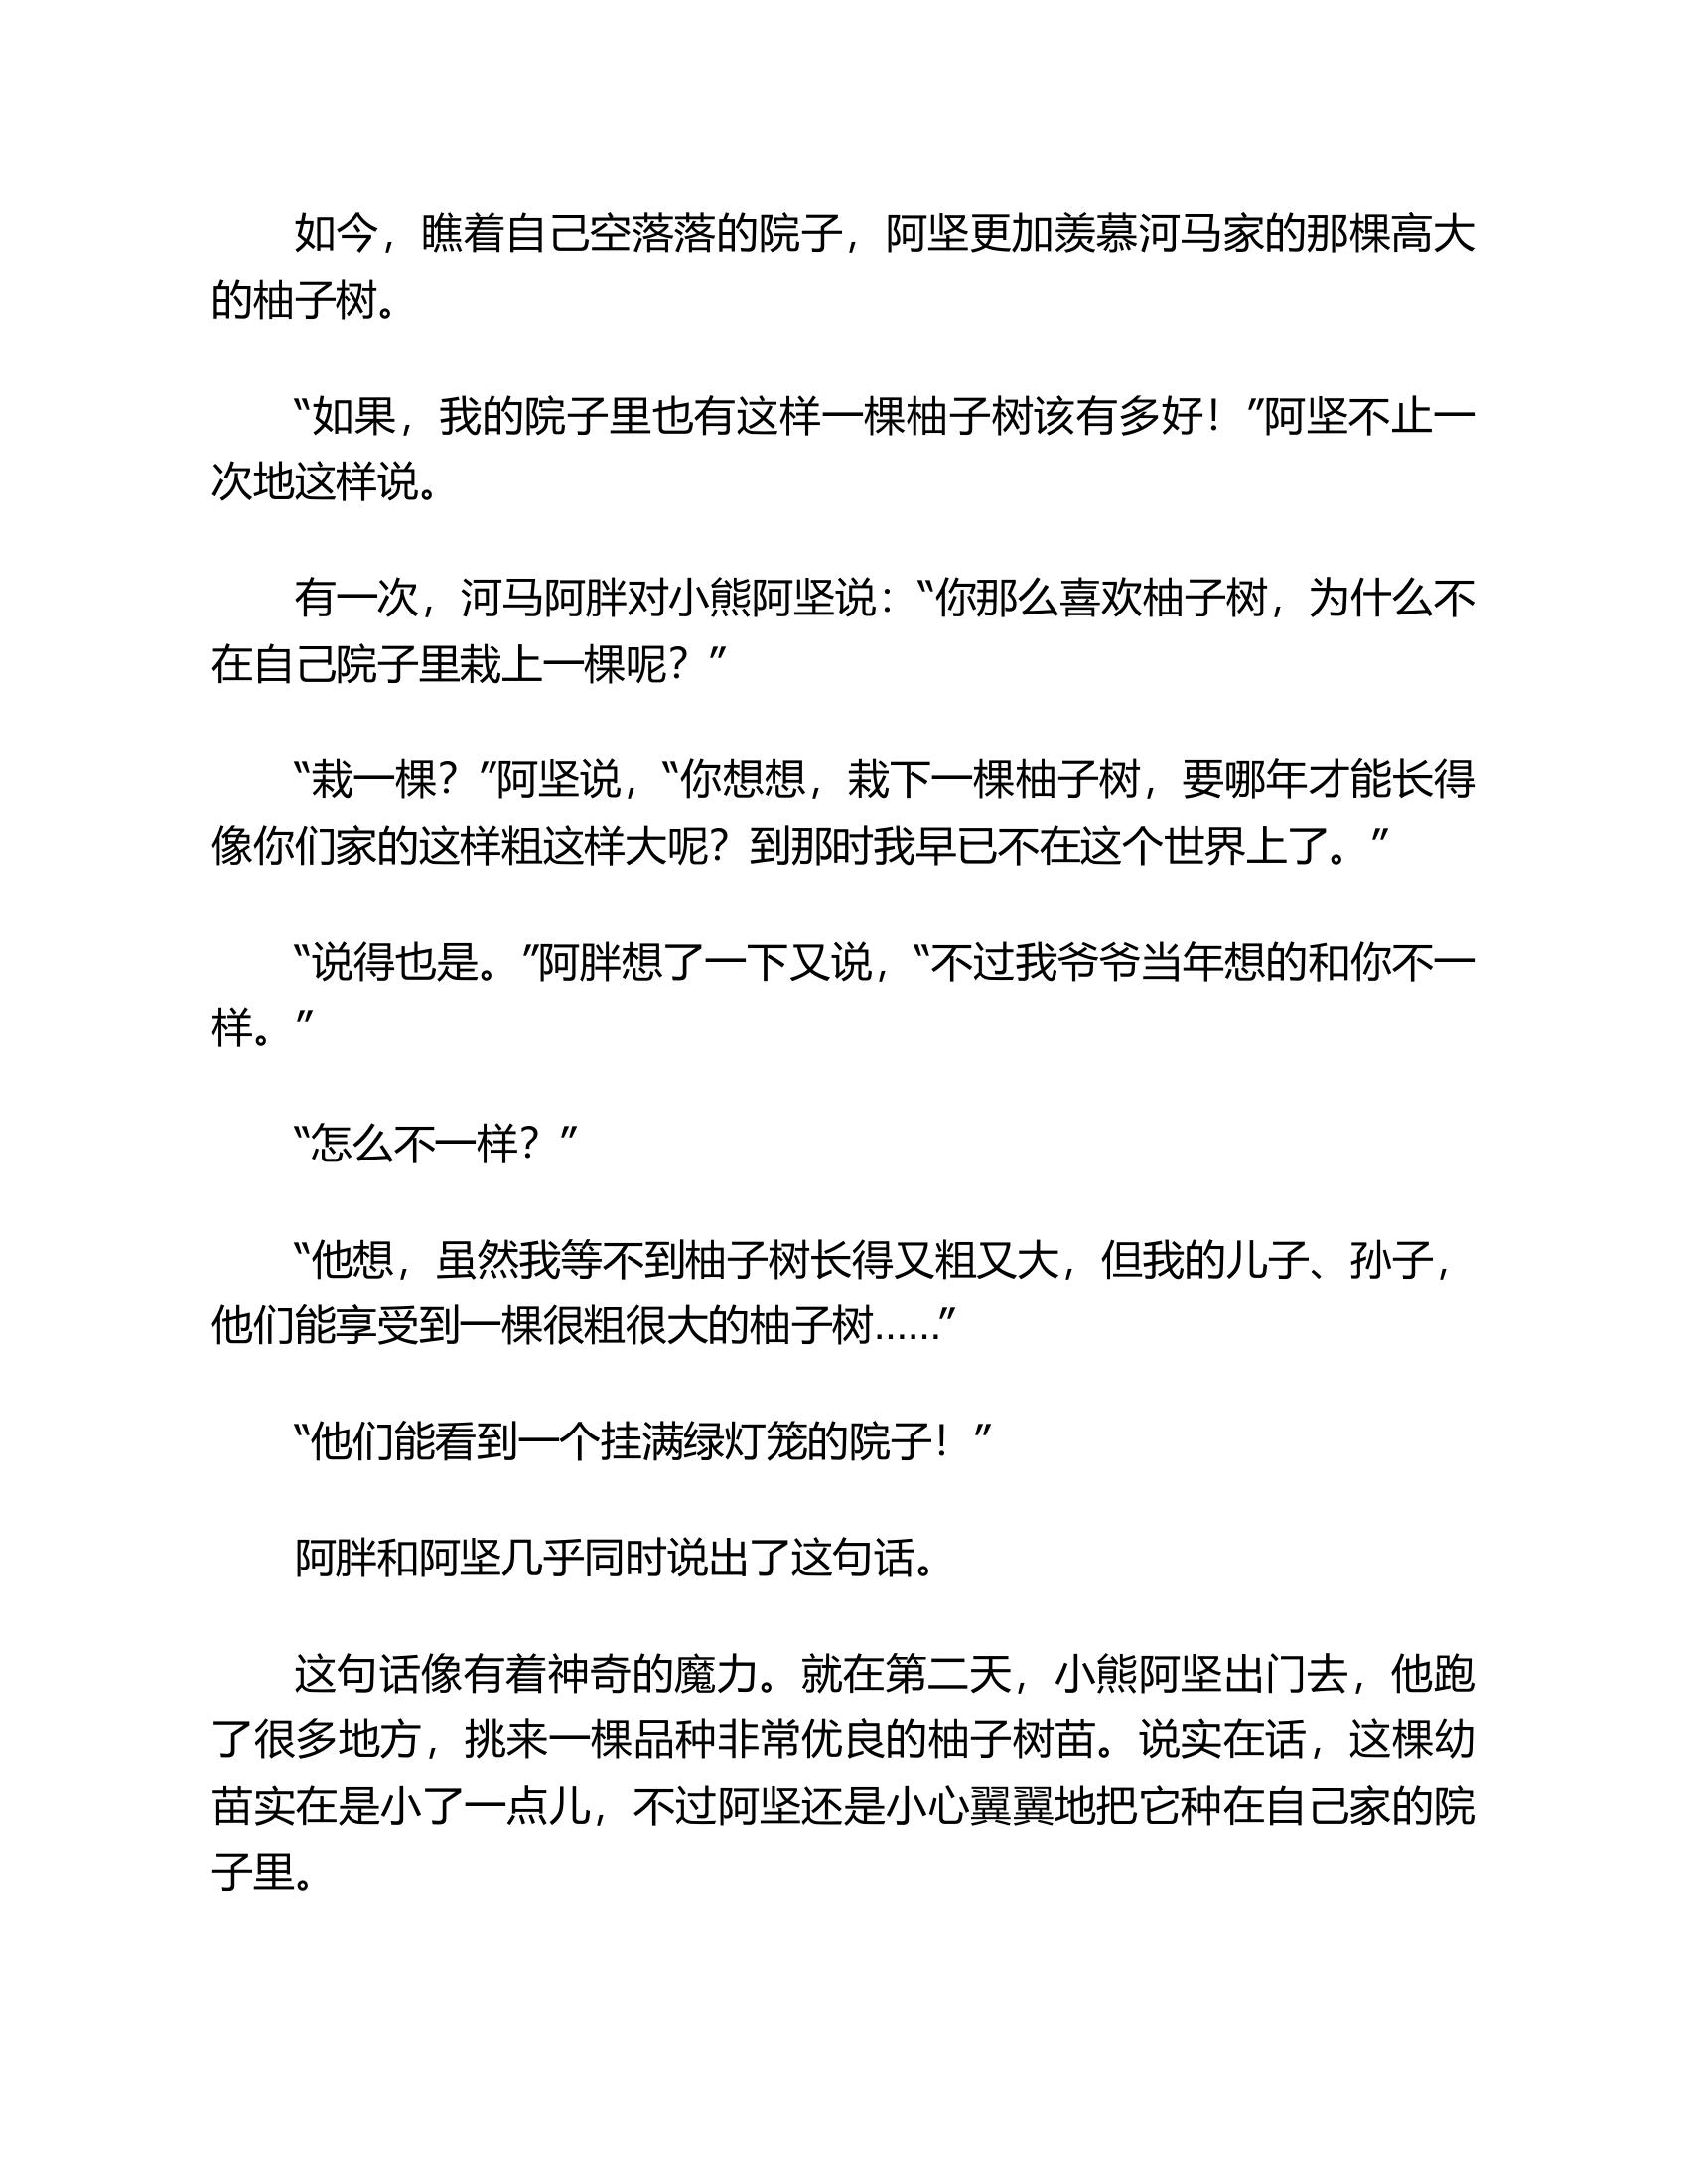 如今，瞧着自己空落落的院子，阿坚更加羡慕河马家的那棵高大
的柚子树。
“如果，我的院子里也有这样一棵柚子树该有多好！”阿坚不止一
次地这样说。
有一次，河马阿胖对小熊阿坚说：“你那么喜欢柚子树，为什么不
在自己院子里栽上一棵呢？”
“栽一棵？”阿坚说，“你想想，栽下一棵柚子树，要哪年才能长得
像你们家的这样粗这样大呢？到那时我早已不在这个世界上了。”
“说得也是。”阿胖想了一下又说，“不过我爷爷当年想的和你不一
样。”
“怎么不一样？”
“他想，虽然我等不到柚子树长得又粗又大，但我的儿子、孙子，
他们能享受到一棵很粗很大的柚子树……”
“他们能看到一个挂满绿灯笼的院子！”
阿胖和阿坚几乎同时说出了这句话。
这句话像有着神奇的魔力。就在第二天，小熊阿坚出门去，他跑
了很多地方，挑来一棵品种非常优良的柚子树苗。说实在话，这棵幼
苗实在是小了一点儿，不过阿坚还是小心翼翼地把它种在自己家的院
子里。